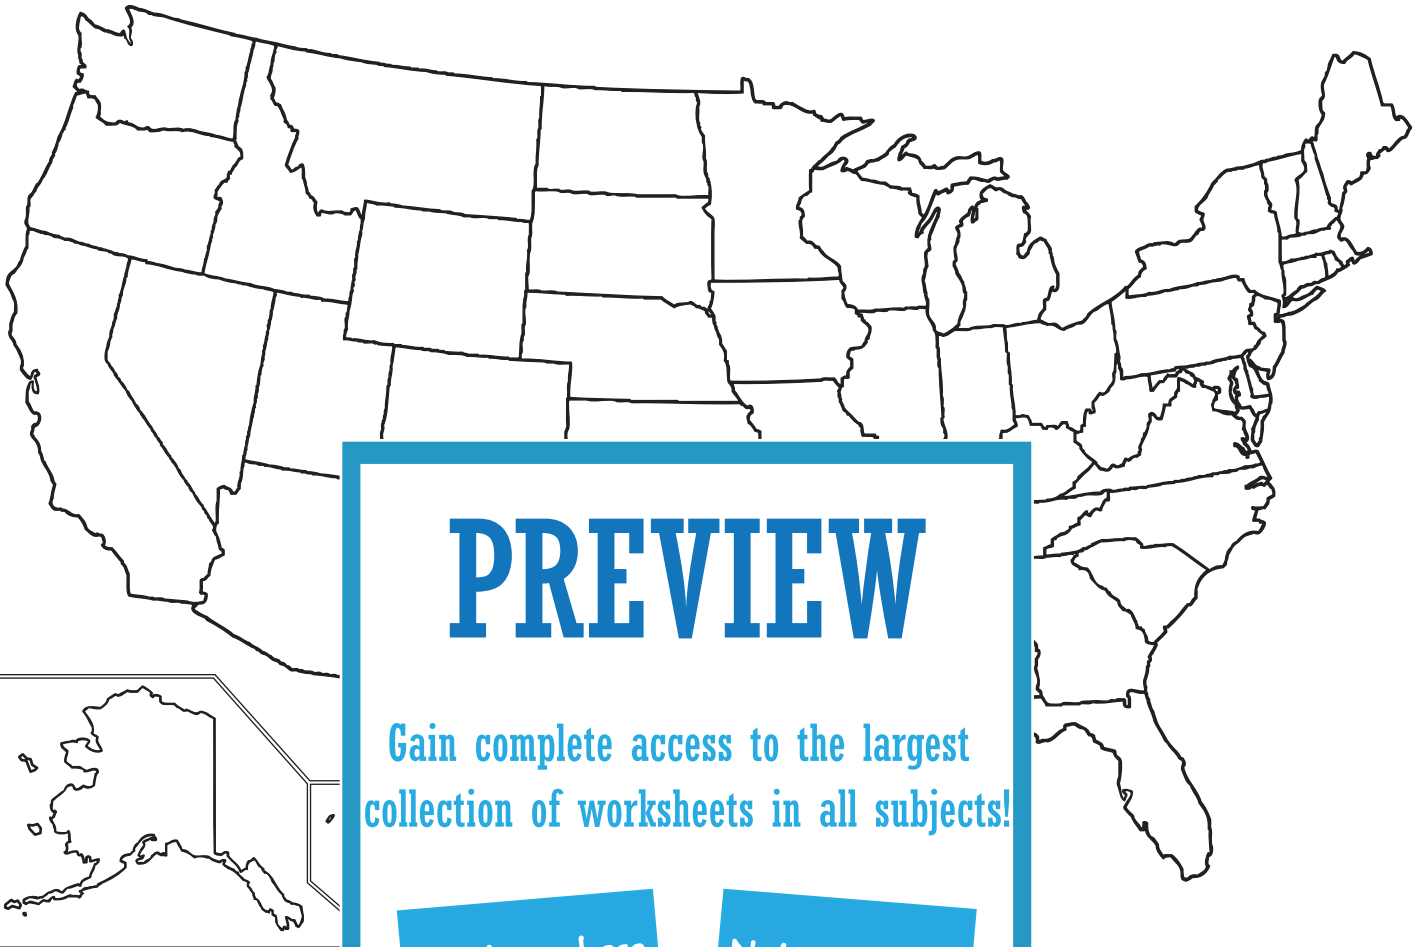 PREVIEW
Gain complete access to the largest
collection of worksheets in all subjects!